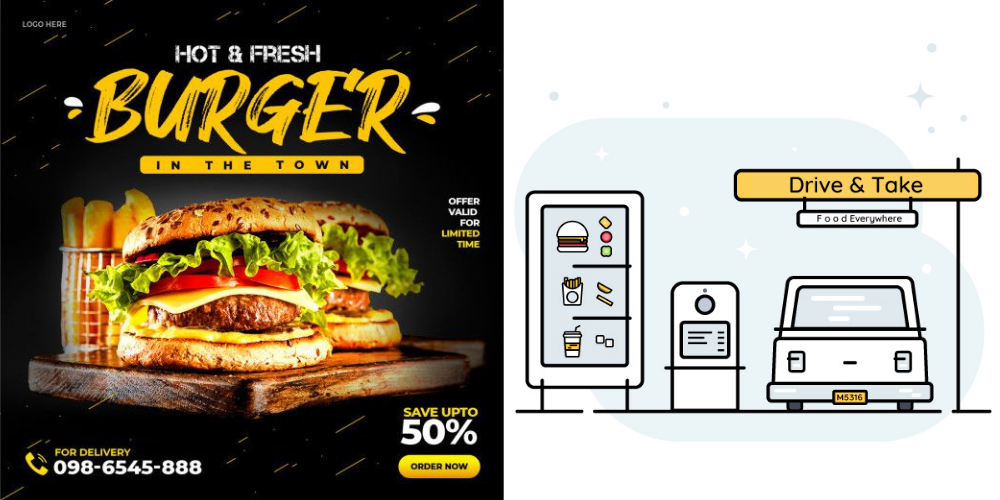 LOGO HERE
HOT & FRESH
BURGER
IN THE TOWN
OFFER
VALID
FOR
LIMITED
TIME
SAVE UPTO
50%
ORDER NOW
FOR DELIVERY
098-6545-888
Drive & Take
Food Everywhere
M5316